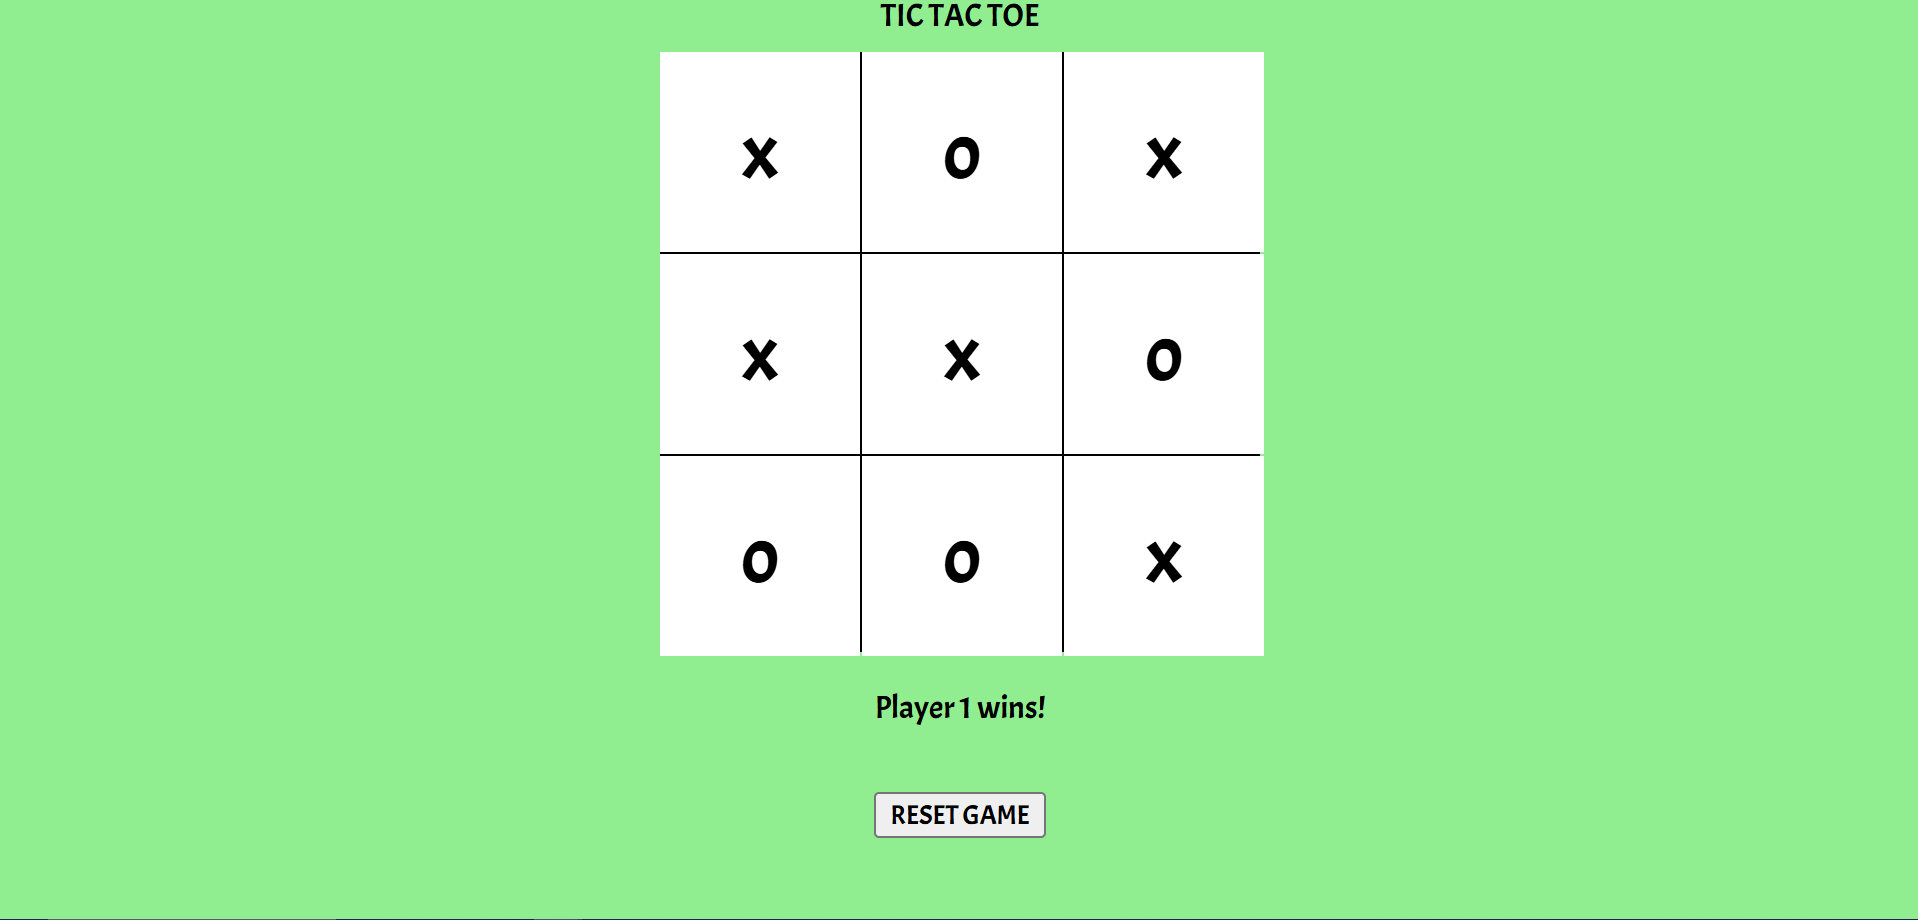 TIC TAC TOE
X O X
X X O
O O X
Player 1 wins!
RESET GAME